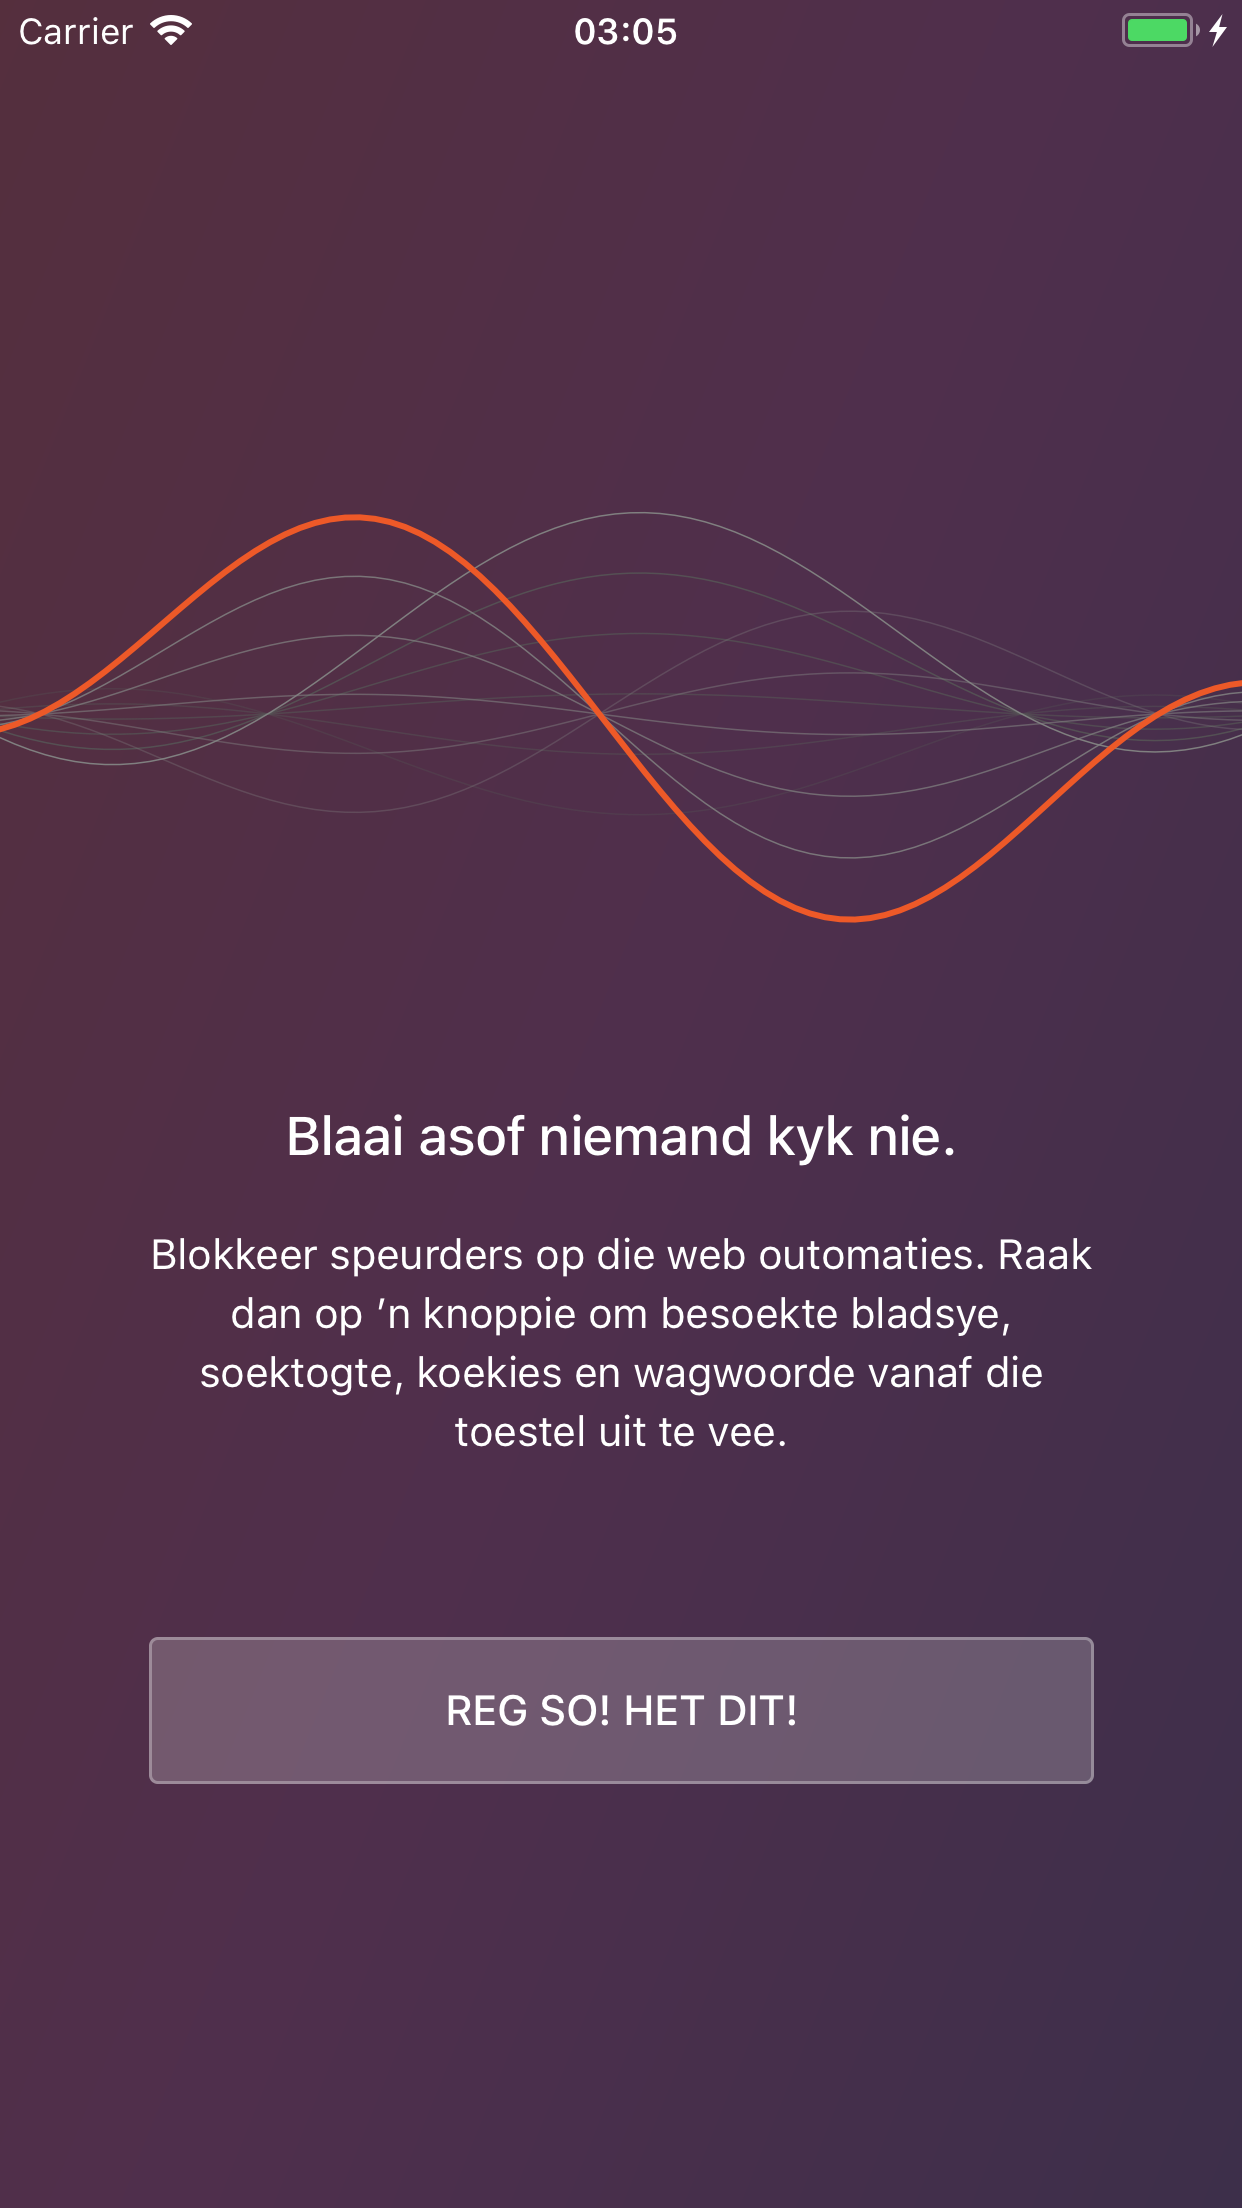 Carrier 03:05
Blaai asof niemand kyk nie.
Blokkeer speurders op die web outomaties. Raak
dan op ’n knoppie om besoekte bladsye,
soektogte, koekies en wagwoorde vanaf die
toestel uit te vee.
REG SO! HET DIT!